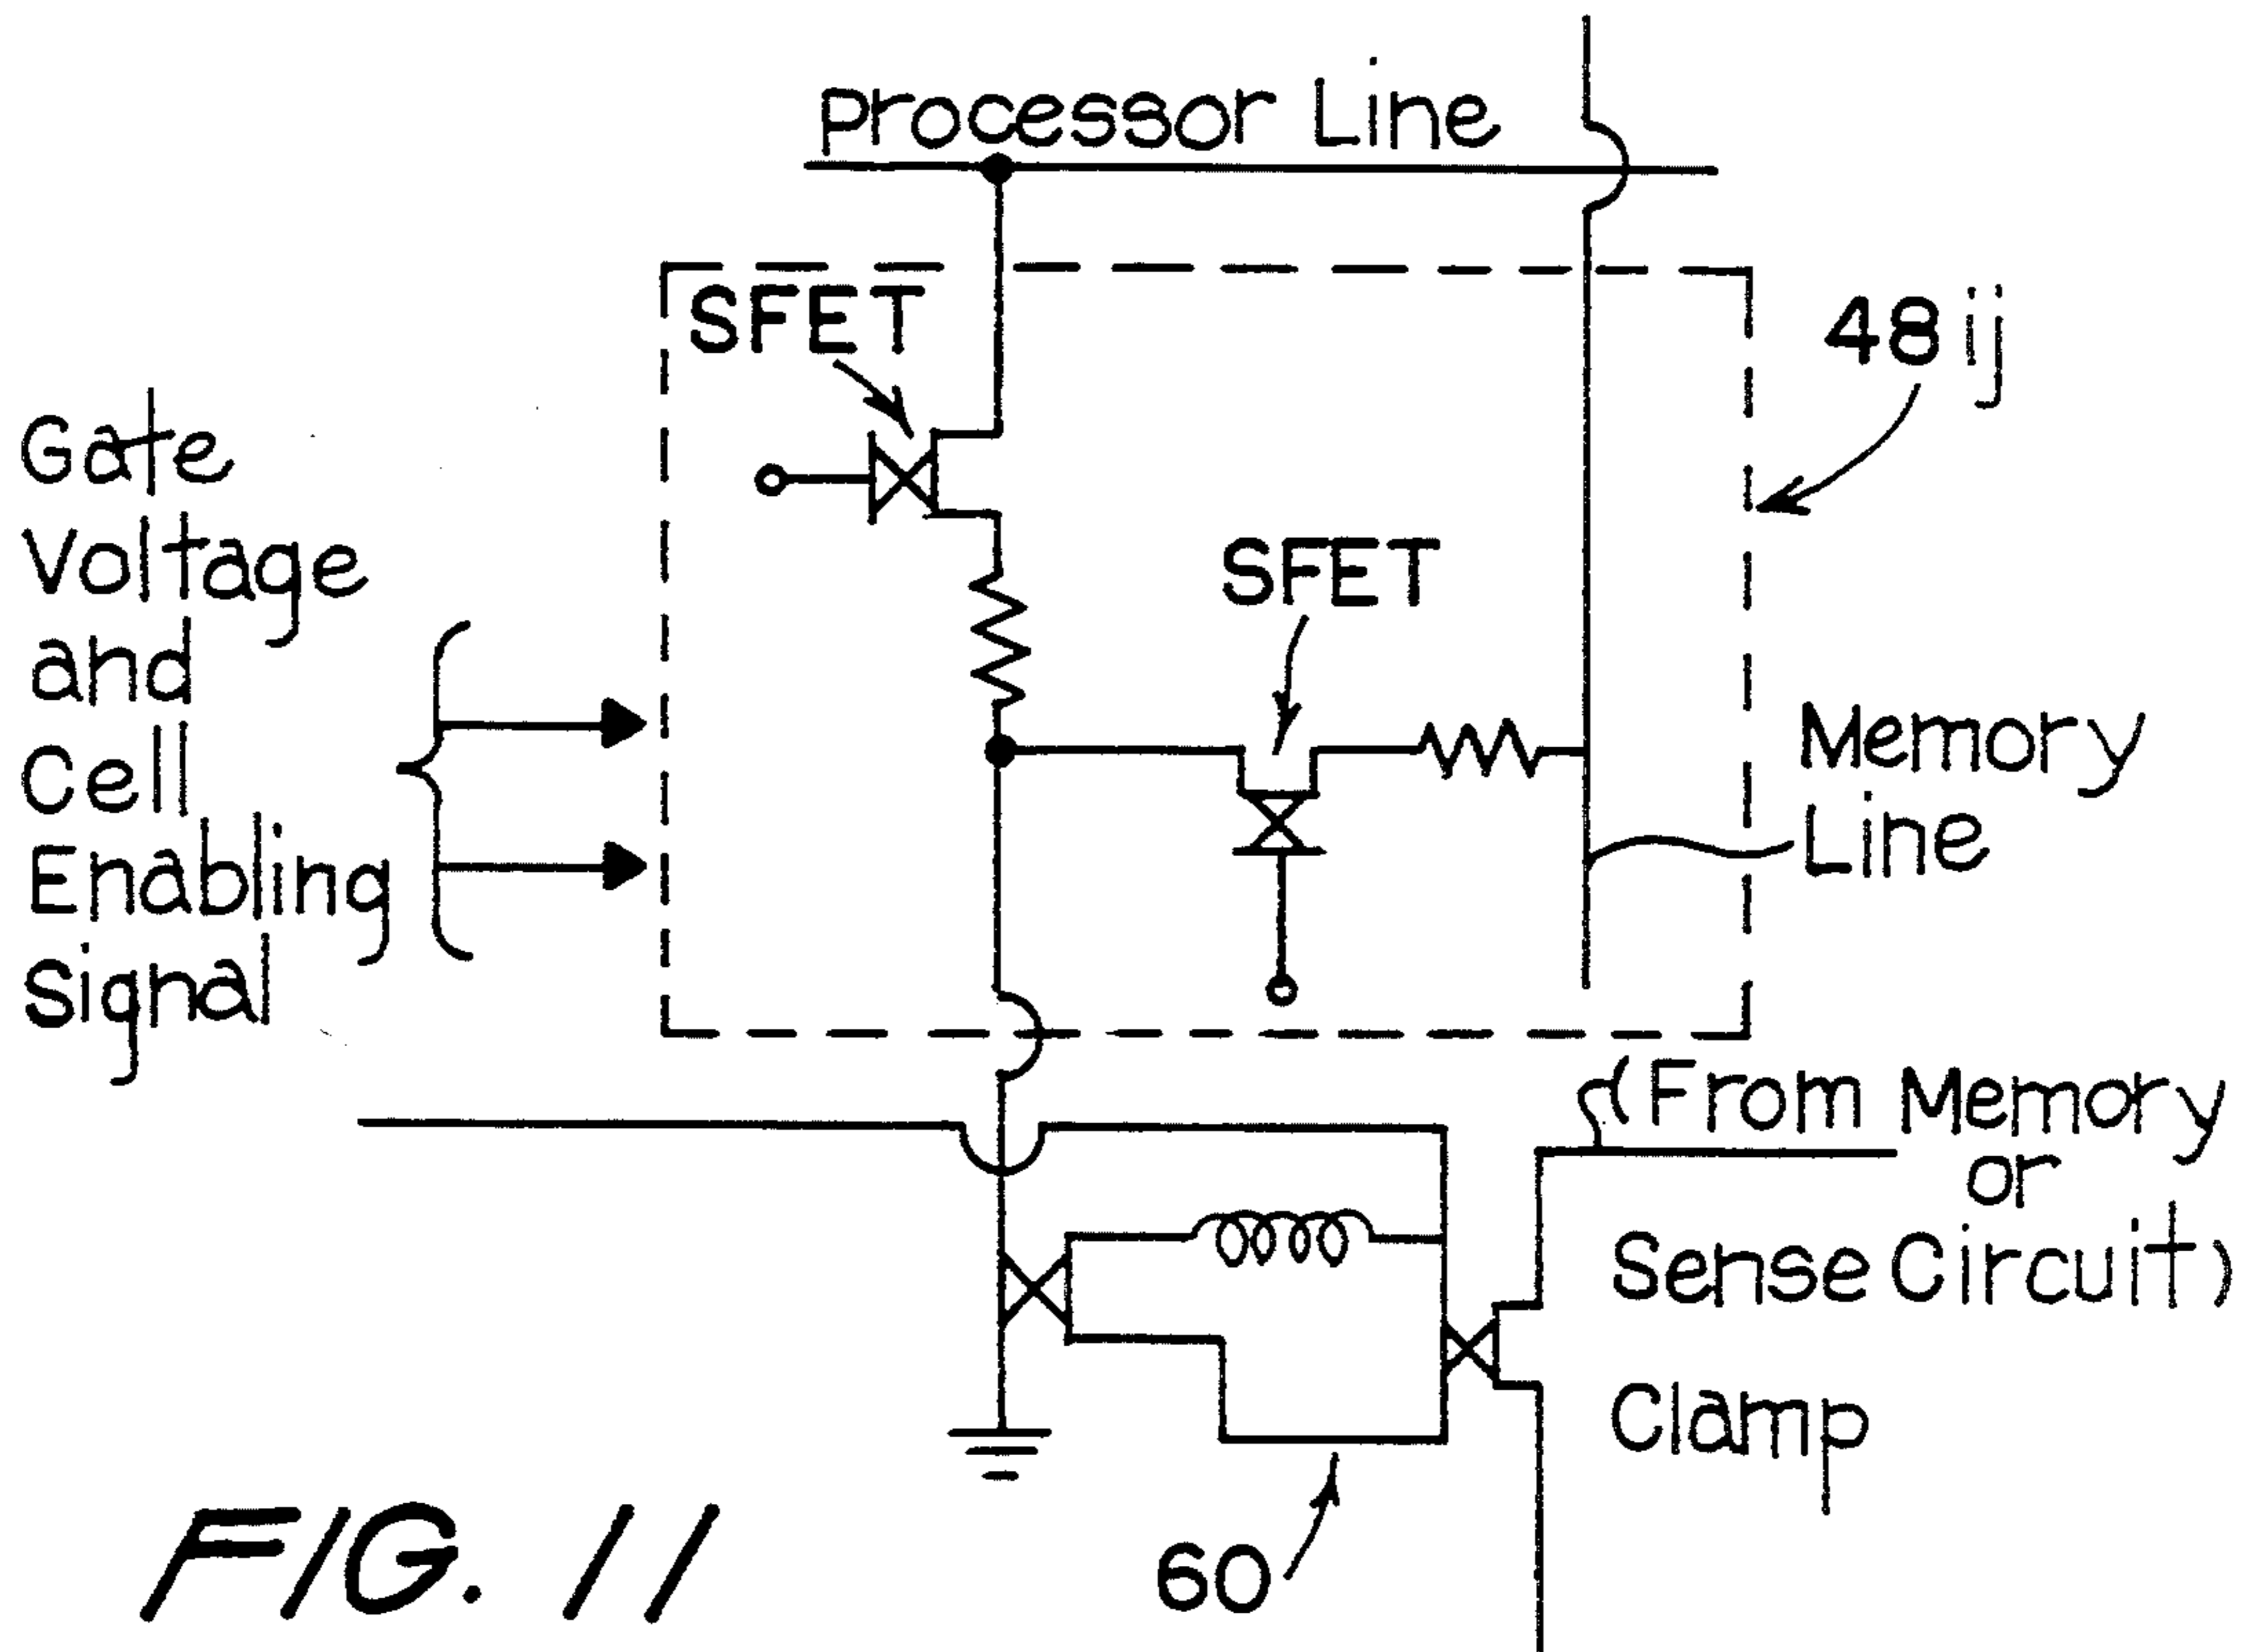 Processor Line
SFET
48ij
Gate
Voltage
and
Cell
Enabling
Signal
SFET
Memory
Line
(From Memory
or
Sense Circuit)
Clamp
60
FIG. 11